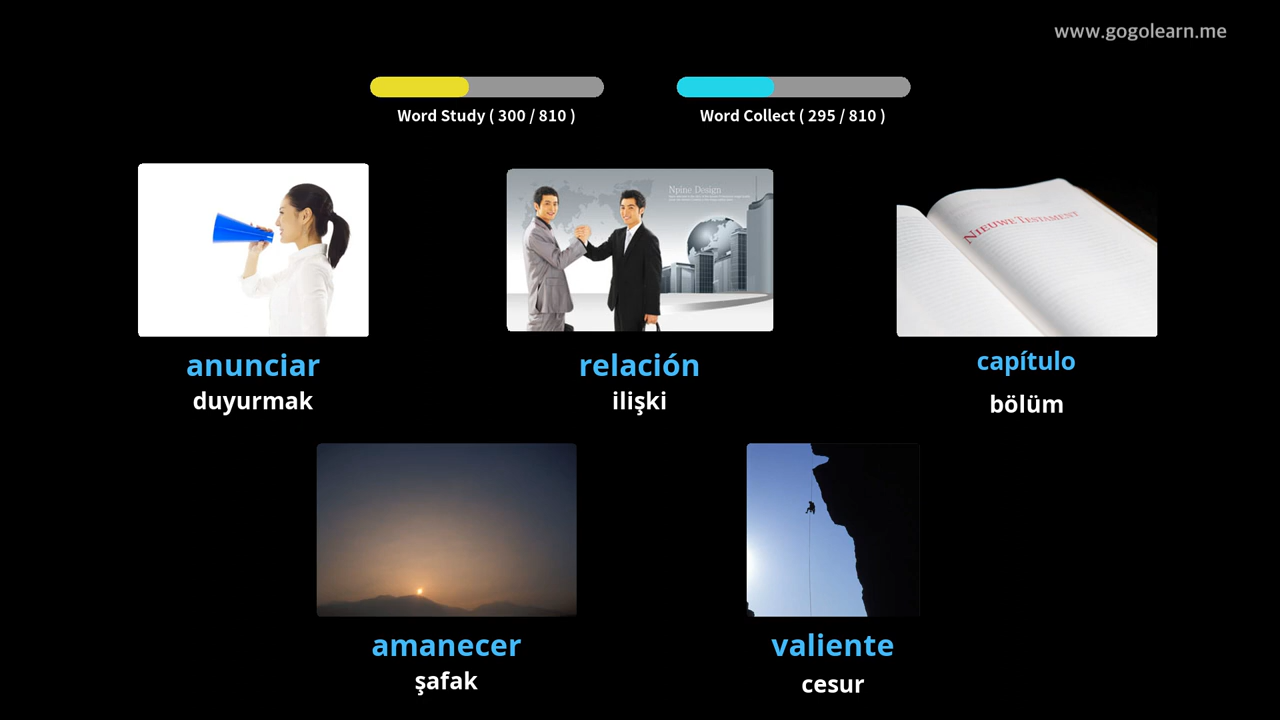 www.gogolearn.me
Word Study ( 300 / 810 )
Word Collect ( 295 / 810 )
Npine Design
NIEUWE TESTAMENT
anunciar
duyurmak
relación
ilişki
capítulo
bölüm
amanecer
şafak
valiente
cesur